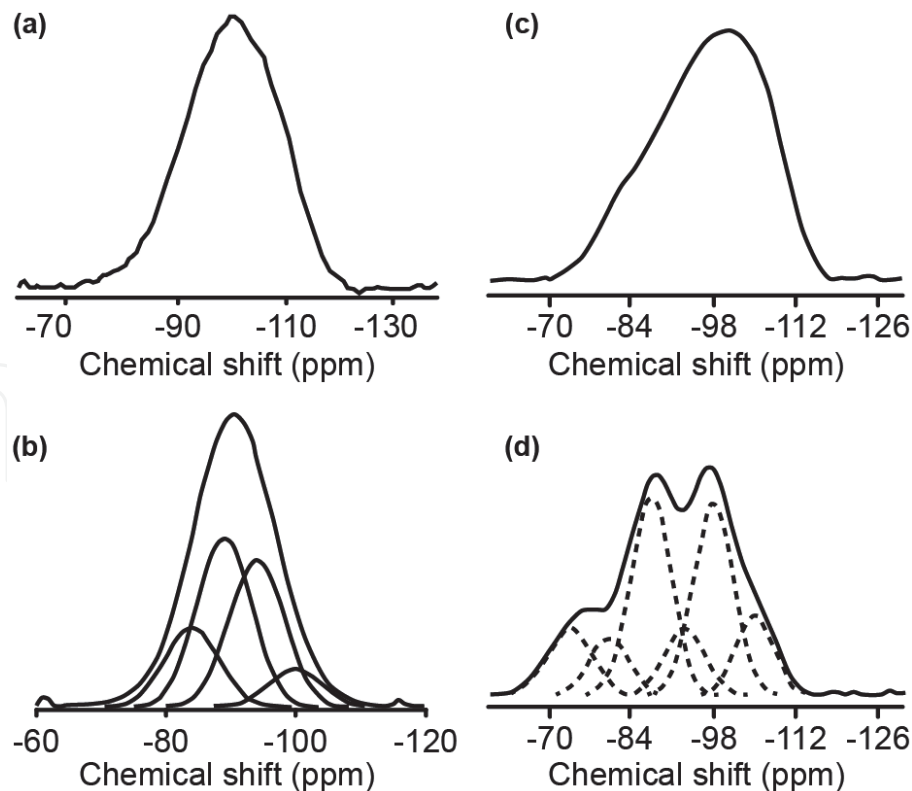 (a)
-70 -90 -110 -130
Chemical shift (ppm)
(c)
-70 -84 -98 -112 -126
Chemical shift (ppm)
(b)
-60 -80 -100 -120
Chemical shift (ppm)
(d)
-70 -84 -98 -112 -126
Chemical shift (ppm)